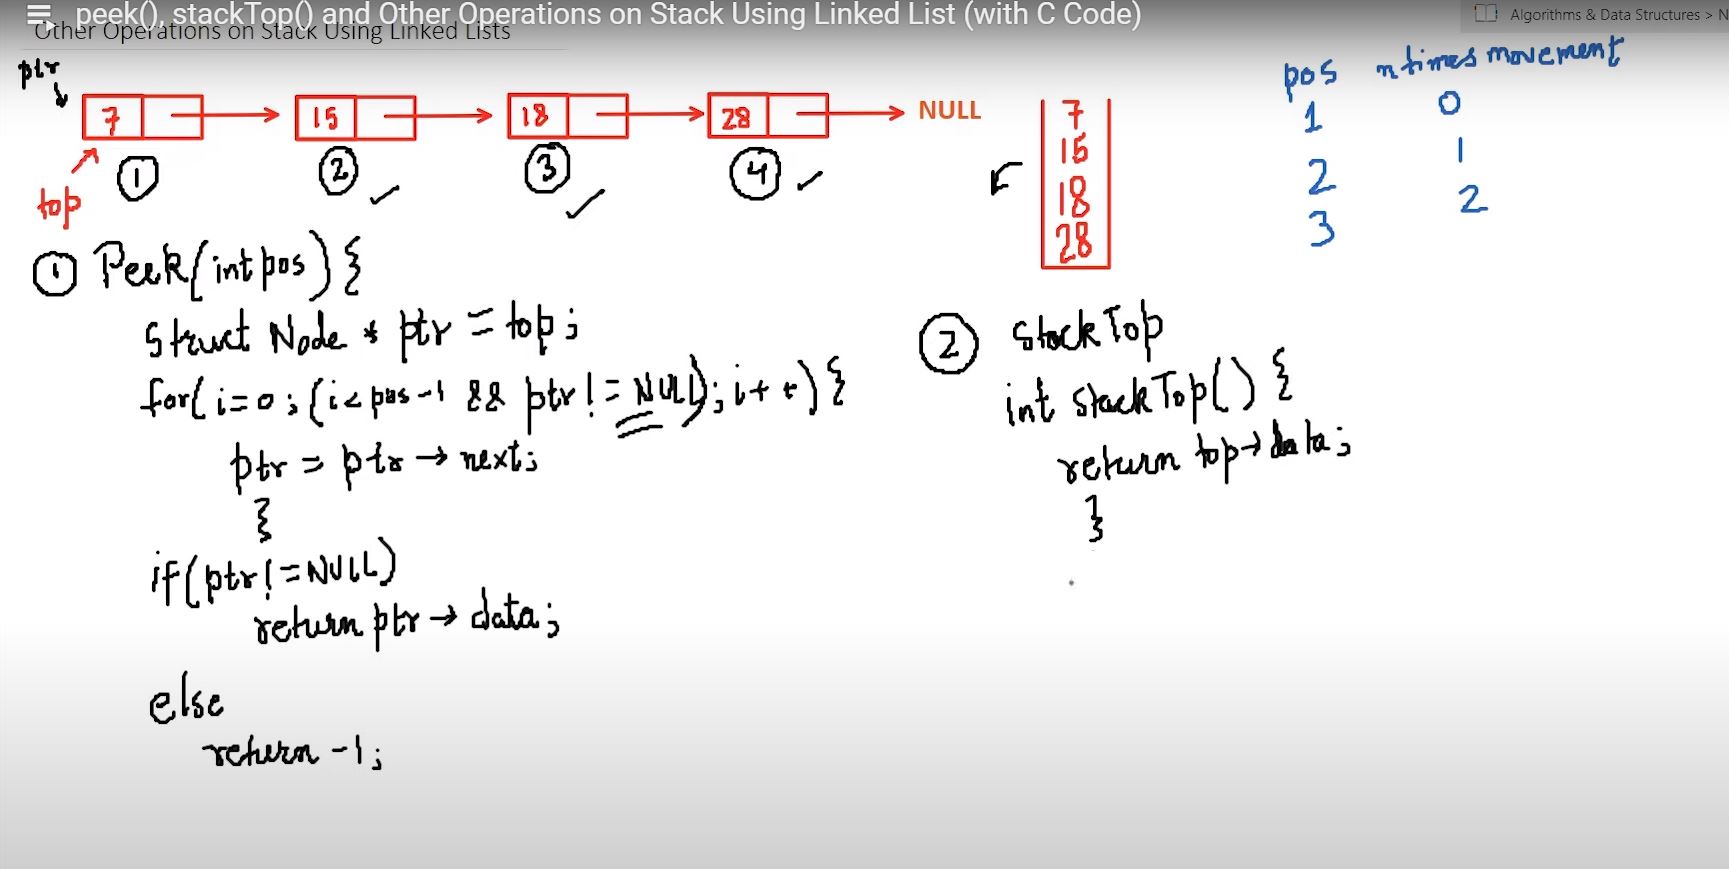 peek(), stackTop() and Other Operations on Stack Using Linked List (with C Code)
Algorithms & Data Structures > N
Other Operations on Stack Using Linked Lists
ptr
7 15 18 28 NULL
top
1 2 3 4
7
15
18
28
pos n times movement
1 0
2 1
3 2
1 Peek(int pos) {
struct Node * ptr = top;
for(i=0; (i<pos-1 && ptr!=NULL); i++) {
ptr = ptr → next;
}
if(ptr!=NULL)
return ptr → data;
else
return -1;
2 stackTop
int stackTop() {
return top→data;
}